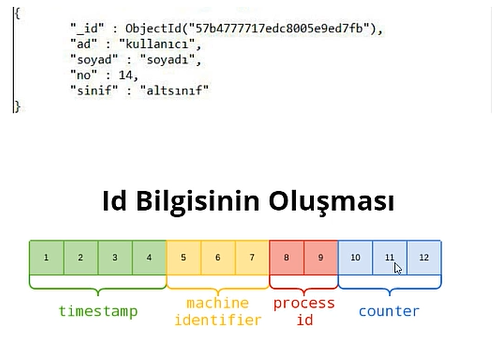 {
"_id" : ObjectId("57b4777717edc8005e9ed7fb"),
"ad" : "kullanıcı",
"soyad" : "soyadı",
"no" : 14,
"sinif" : "altsınıf"
}
Id Bilgisinin Oluşması
1 2 3 4 5 6 7 8 9 10 11 12
timestamp machine identifier process id counter